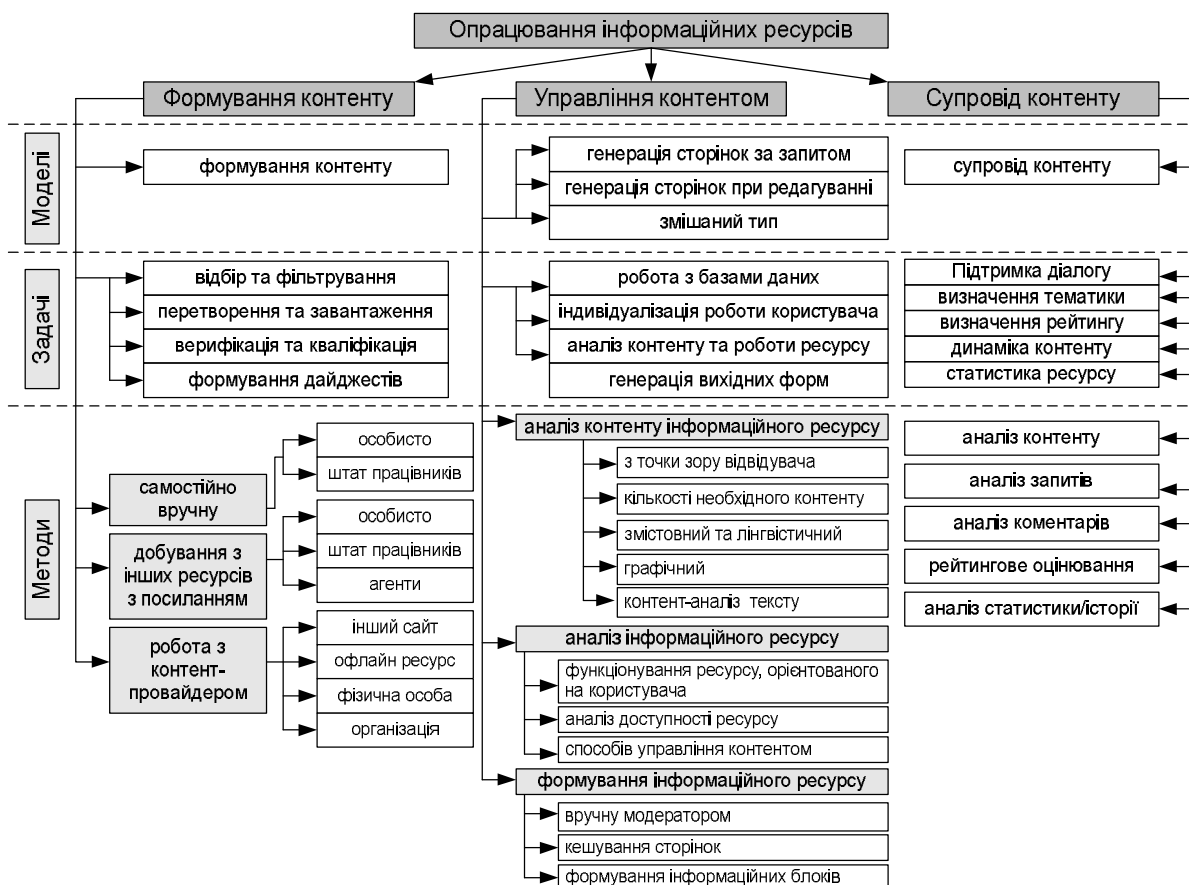 Опрацювання інформаційних ресурсів
Формування контенту
Управління контентом
Супровід контенту
Моделі
формування контенту
генерація сторінок за запитом
генерація сторінок при редагуванні
змішаний тип
супровід контенту
Задачі
відбір та фільтрування
перетворення та завантаження
верифікація та кваліфікація
формування дайджестів
робота з базами даних
індивідуалізація роботи користувача
аналіз контенту та роботи ресурсу
генерація вихідних форм
Підтримка діалогу
визначення тематики
визначення рейтингу
динаміка контенту
статистика ресурсу
Методи
самостійно
вручну
особисто
штат працівників
добування з
інших ресурсів
з посиланням
особисто
штат працівників
агенти
робота з
контент-
провайдером
інший сайт
офлайн ресурс
фізична особа
організація
аналіз контенту інформаційного ресурсу
з точки зору відвідувача
кількості необхідного контенту
змістовний та лінгвістичний
графічний
контент-аналіз тексту
аналіз інформаційного ресурсу
функціонування ресурсу, орієнтованого
на користувача
аналіз доступності ресурсу
способів управління контентом
формування інформаційного ресурсу
вручну модератором
кешування сторінок
формування інформаційних блоків
аналіз контенту
аналіз запитів
аналіз коментарів
рейтингове оцінювання
аналіз статистики/історії